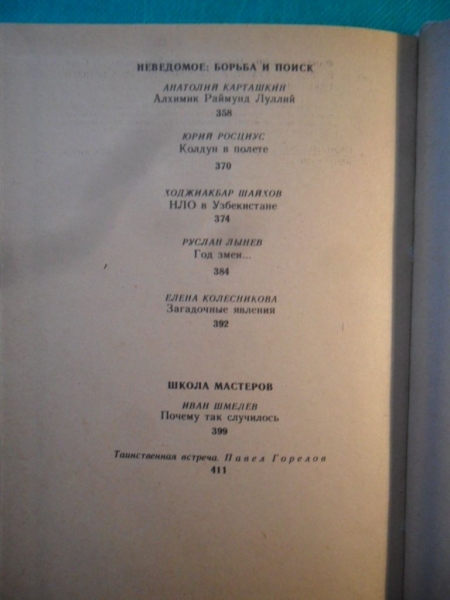 НЕВЕДОМОЕ: БОРЬБА И ПОИСК
АНАТОЛИЙ КАРТАШКИН
Алхимик Раймунд Луллий
358
ЮРИЙ РОСЦИУС
Колдун в полете
370
ХОДЖИАКБАР ШАЙХОВ
НЛО в Узбекистане
374
РУСЛАН ЛЫНЕВ
Год змеи...
384
ЕЛЕНА КОЛЕСНИКОВА
Загадочные явления
392
ШКОЛА МАСТЕРОВ
ИВАН ШМЕЛЕВ
Почему так случилось
399
Таинственная встреча. Павел Горелов
411